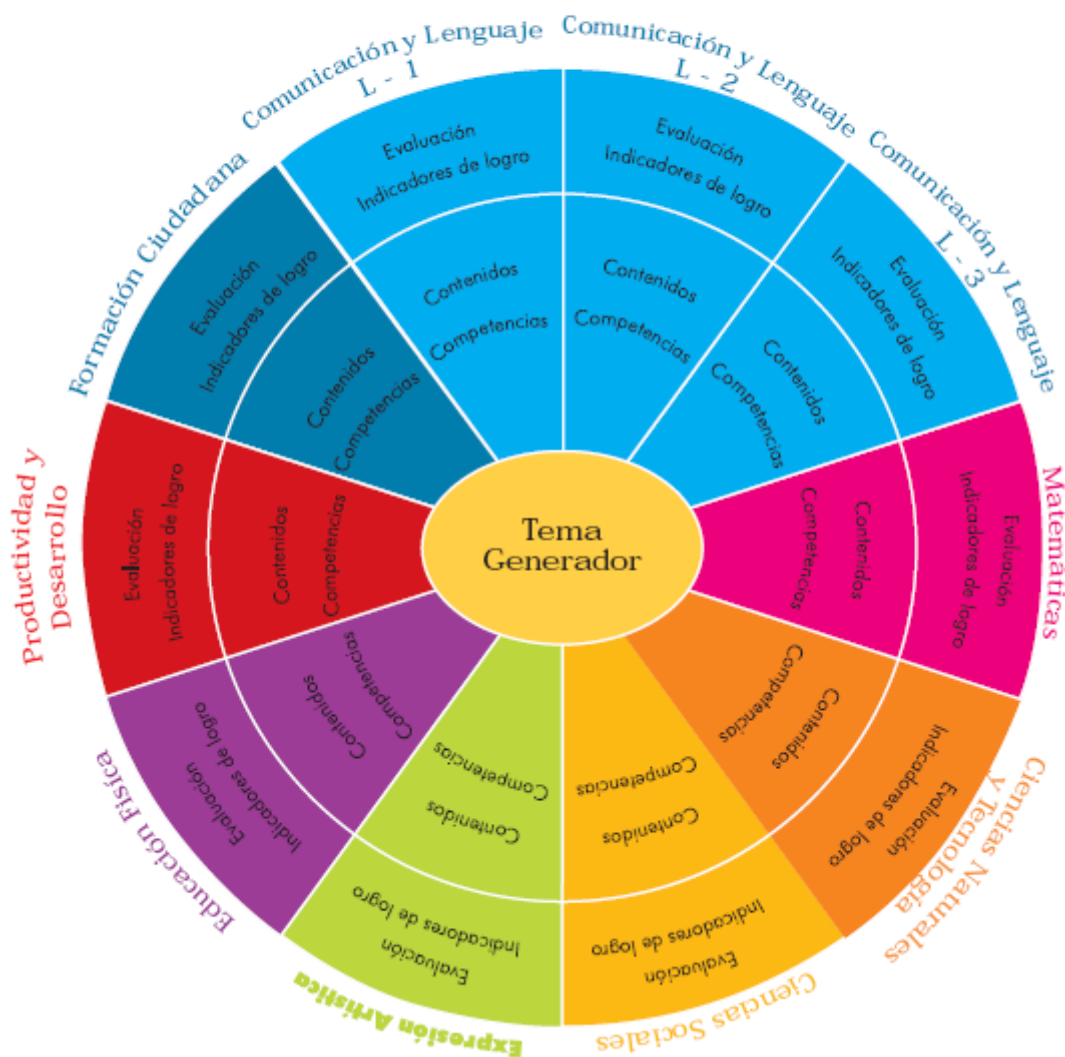 Comunicación y Lenguaje
L - 1
Evaluación
Indicadores de logro
Contenidos
Competencias
Comunicación y Lenguaje
L - 2
Evaluación
Indicadores de logro
Contenidos
Competencias
Comunicación y Lenguaje
L - 3
Evaluación
Indicadores de logro
Contenidos
Competencias
Matemáticas
Evaluación
Indicadores de logro
Contenidos
Competencias
Ciencias Naturales
y Tecnología
Evaluación
Indicadores de logro
Contenidos
Competencias
Ciencias Sociales
Evaluación
Indicadores de logro
Contenidos
Competencias
Expresión Artística
Evaluación
Indicadores de logro
Contenidos
Competencias
Educación Física
Evaluación
Indicadores de logro
Contenidos
Competencias
Productividad y
Desarrollo
Evaluación
Indicadores de logro
Contenidos
Competencias
Formación Ciudadana
Evaluación
Indicadores de logro
Contenidos
Competencias
Tema
Generador